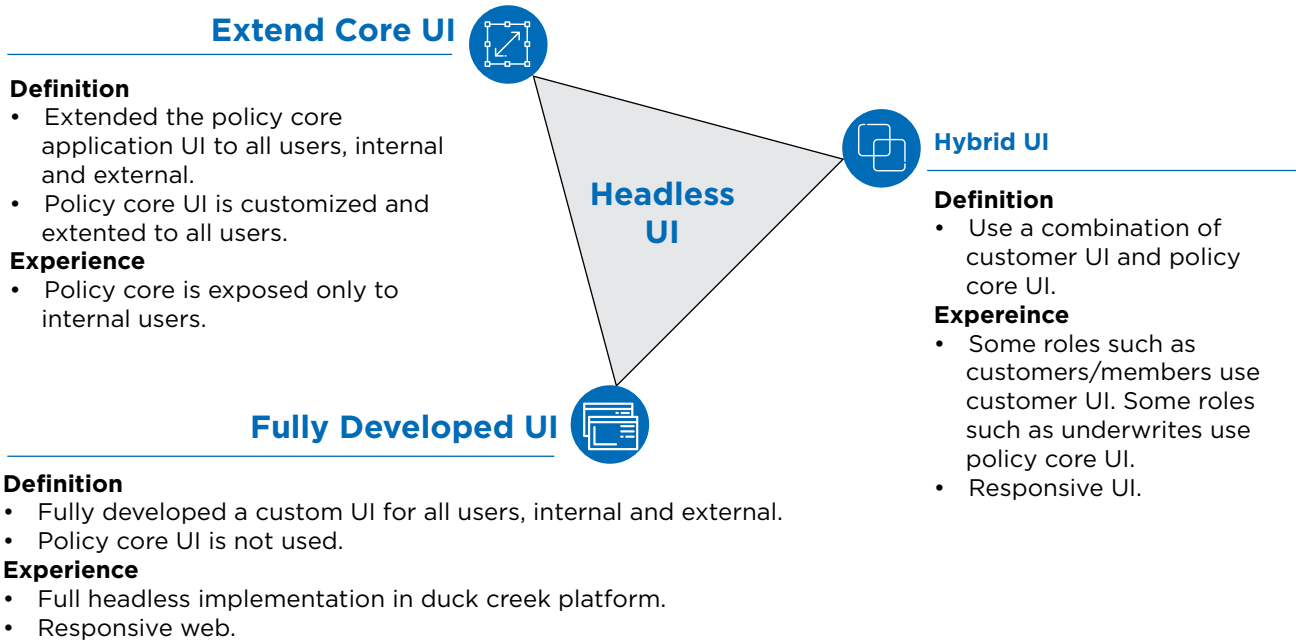 Extend Core UI
Definition
• Extended the policy core
application UI to all users, internal
and external.
• Policy core UI is customized and
extented to all users.
Experience
• Policy core is exposed only to
internal users.
Headless
UI
Hybrid UI
Definition
• Use a combination of
customer UI and policy
core UI.
Expereince
• Some roles such as
customers/members use
customer UI. Some roles
such as underwrites use
policy core UI.
• Responsive UI.
Fully Developed UI
Definition
• Fully developed a custom UI for all users, internal and external.
• Policy core UI is not used.
Experience
• Full headless implementation in duck creek platform.
• Responsive web.